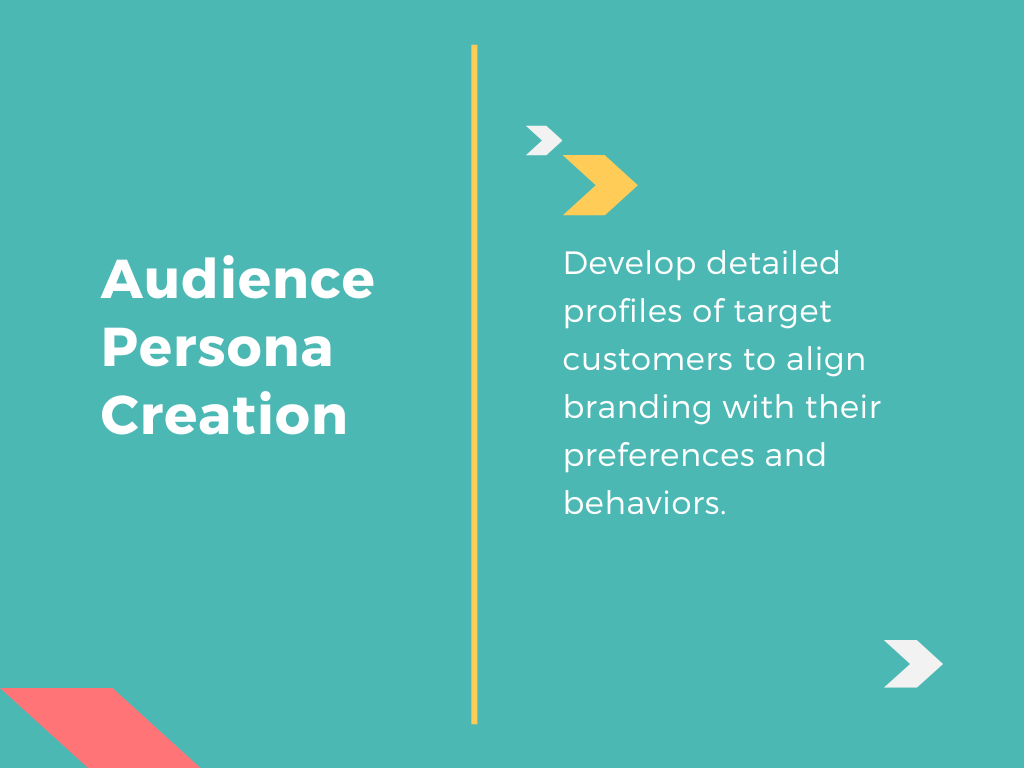 Audience
Persona
Creation
Develop detailed
profiles of target
customers to align
branding with their
preferences and
behaviors.